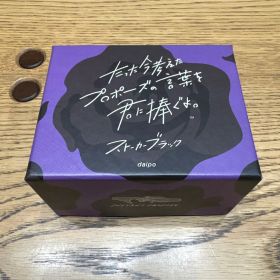 たった今考えた
プロポーズの言葉を
君に捧ぐよ。
ストーカーブラック
daipo